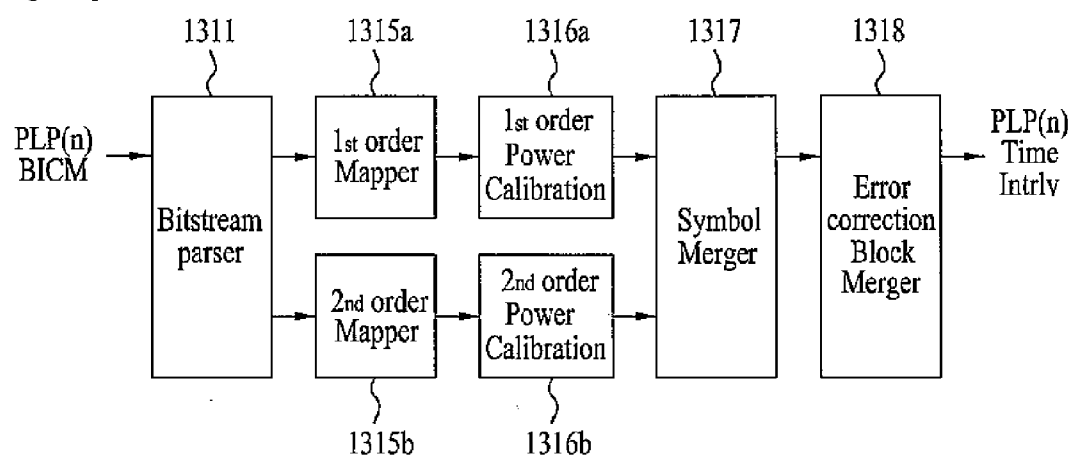 1311
1315a
1316a
1317
1318
PLP(n)
BICM
Bitstream
parser
1st order
Mapper
1st order
Power
Calibration
2nd order
Mapper
2nd order
Power
Calibration
Symbol
Merger
Error
correction
Block
Merger
PLP(n)
Time
Intrlv
1315b
1316b